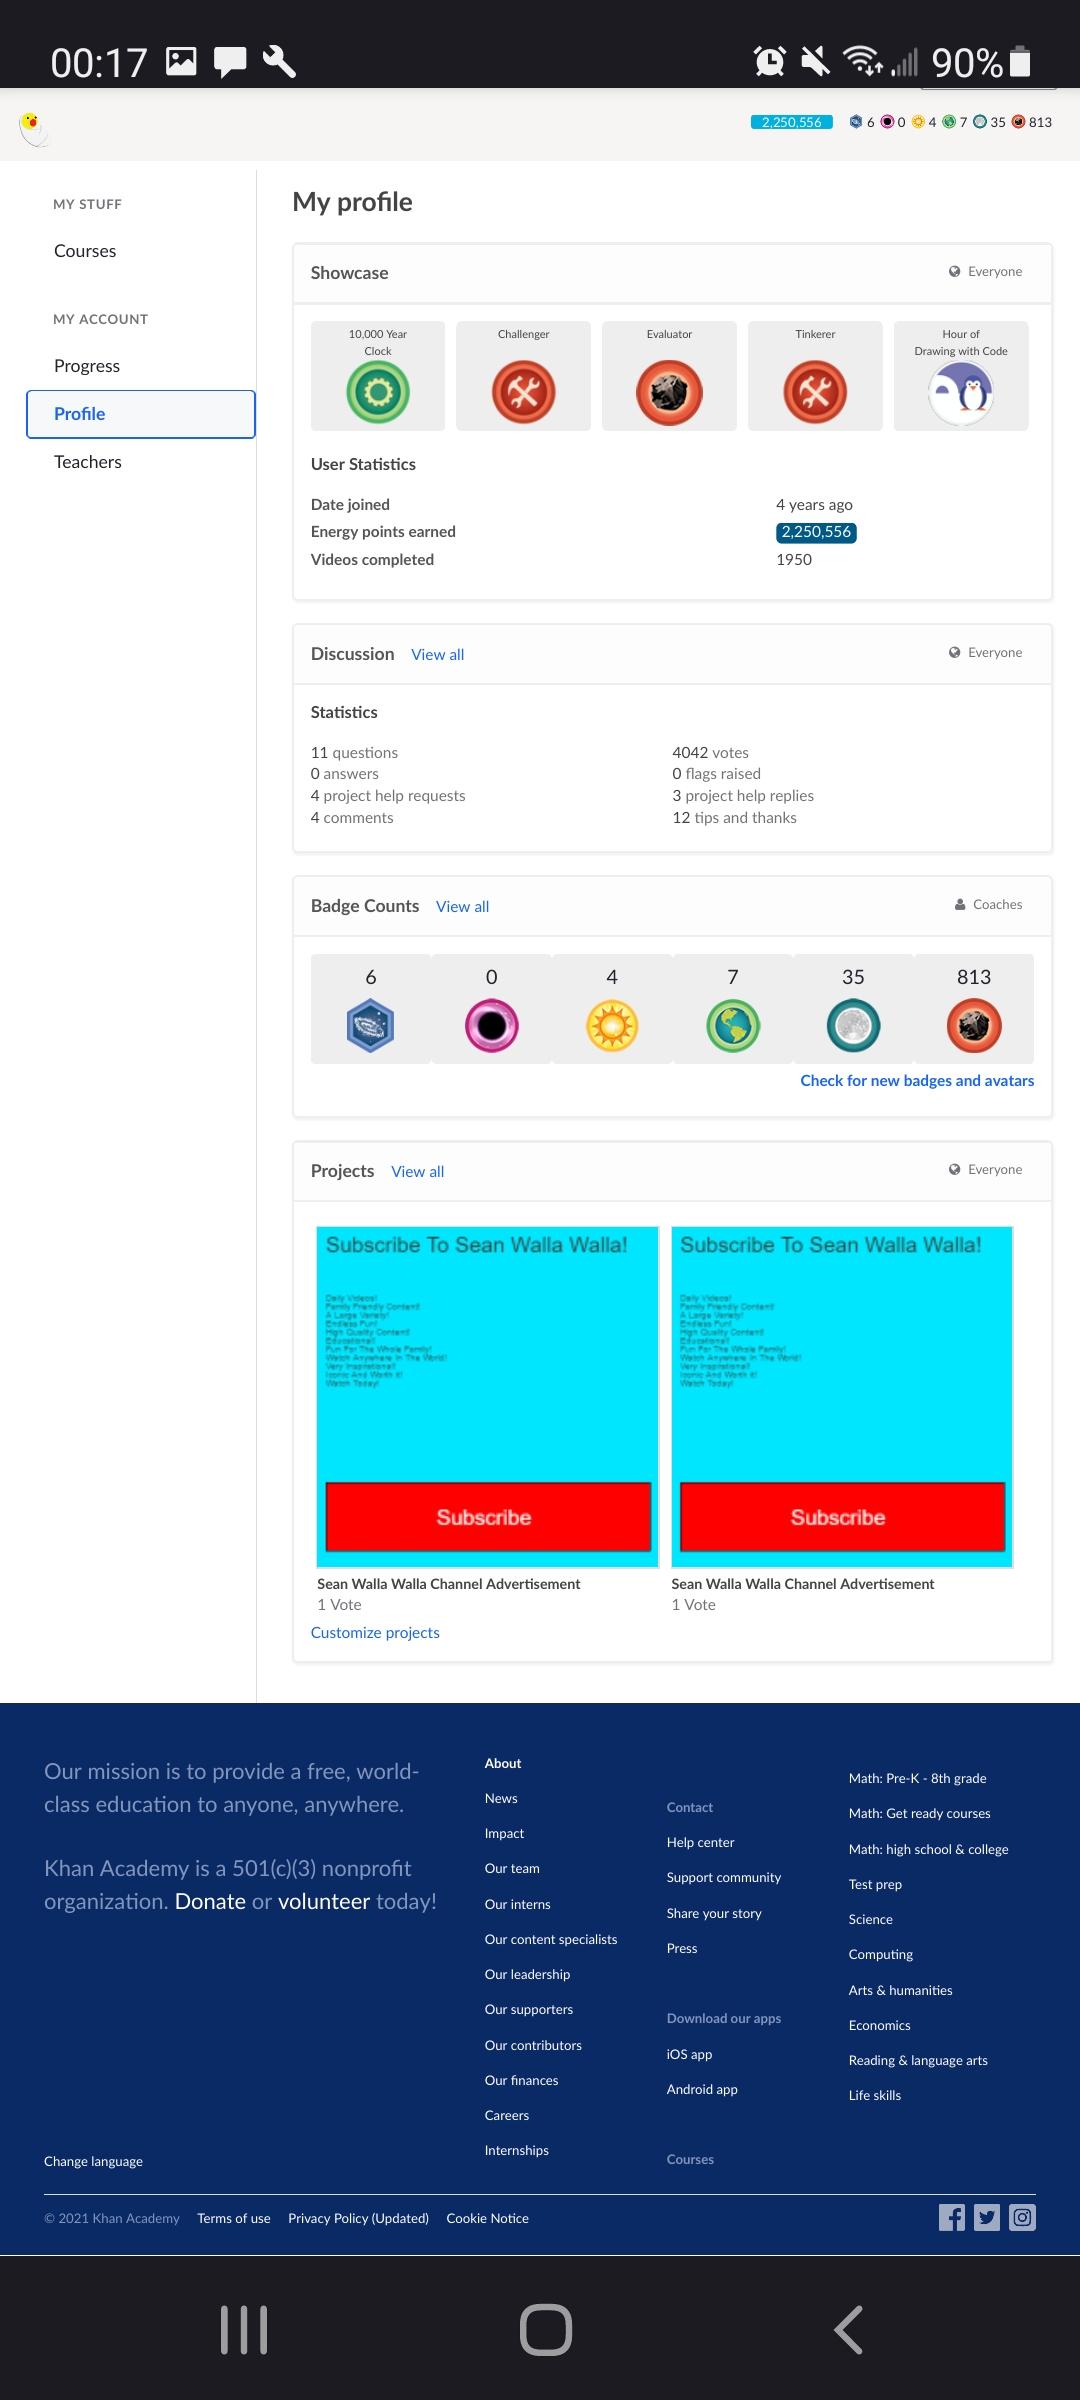 00:17
90%
2,250,556 6 0 4 7 35 813
MY STUFF
Courses
MY ACCOUNT
Progress
Profile
Teachers
My profile
Showcase
Everyone
10,000 Year
Clock
Challenger
Evaluator
Tinkerer
Hour of
Drawing with Code
User Statistics
Date joined 4 years ago
Energy points earned 2,250,556
Videos completed 1950
Discussion View all
Everyone
Statistics
11 questions
0 answers
4 project help requests
4 comments
4042 votes
0 flags raised
3 project help replies
12 tips and thanks
Badge Counts View all
Coaches
6 0 4 7 35 813
Check for new badges and avatars
Projects View all
Everyone
Subscribe To Sean Walla Walla!
Daily Videos!
Family Friendly Content!
A Large Variety!
Endless Fun!
High Quality Content!
Educational!
Fun For The Whole Family!
Watch Anywhere In The World!
Very Inspirational!
Iconic And Worth it!
Watch Today!
Subscribe
Sean Walla Walla Channel Advertisement
1 Vote
Subscribe To Sean Walla Walla!
Daily Videos!
Family Friendly Content!
A Large Variety!
Endless Fun!
High Quality Content!
Educational!
Fun For The Whole Family!
Watch Anywhere In The World!
Very Inspirational!
Iconic And Worth it!
Watch Today!
Subscribe
Sean Walla Walla Channel Advertisement
1 Vote
Customize projects
Our mission is to provide a free, world-
class education to anyone, anywhere.
Khan Academy is a 501(c)(3) nonprofit
organization. Donate or volunteer today!
Change language
About
News
Impact
Our team
Our interns
Our content specialists
Our leadership
Our supporters
Our contributors
Our finances
Careers
Internships
Contact
Help center
Support community
Share your story
Press
Download our apps
iOS app
Android app
Courses
Math: Pre-K - 8th grade
Math: Get ready courses
Math: high school & college
Test prep
Science
Computing
Arts & humanities
Economics
Reading & language arts
Life skills
© 2021 Khan Academy Terms of use Privacy Policy (Updated) Cookie Notice